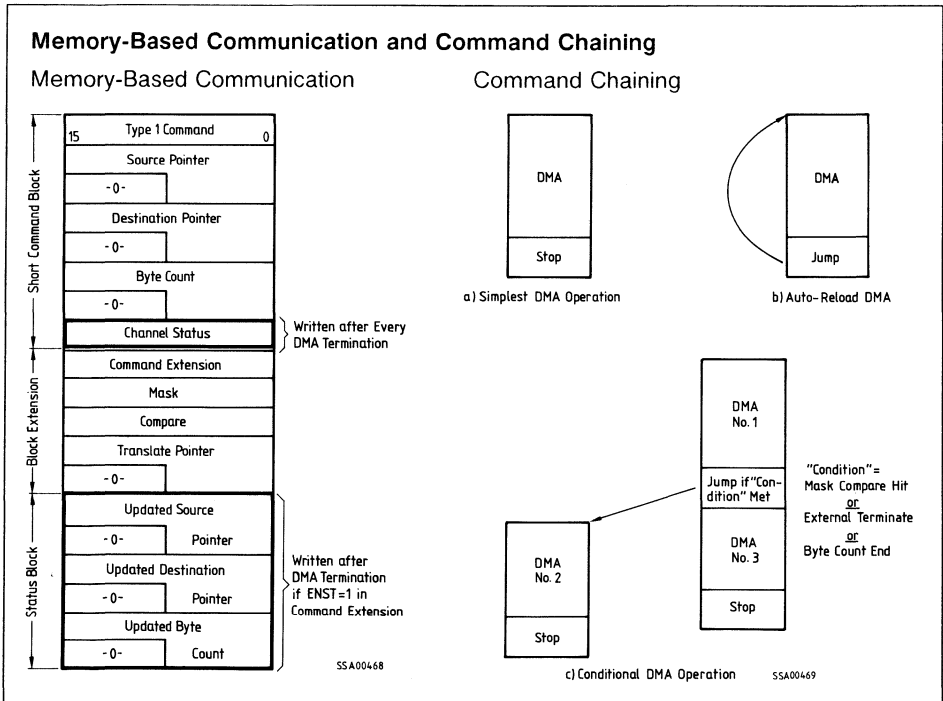 Memory-Based Communication and Command Chaining
Memory-Based Communication
Short Command Block
Block Extension
Status Block
15 Type 1 Command 0
Source Pointer
-0-
Destination Pointer
-0-
Byte Count
-0-
Channel Status
Written after Every
DMA Termination
Command Extension
Mask
Compare
Translate Pointer
-0-
Updated Source
-0- Pointer
Updated Destination
-0- Pointer
Updated Byte
-0- Count
Written after
DMA Termination
if ENST=1 in
Command Extension
SSA00468
Command Chaining
DMA
Stop
a) Simplest DMA Operation
DMA
Jump
b) Auto-Reload DMA
DMA
No. 1
Jump if "Con-
dition" Met
DMA
No. 3
Stop
"Condition"=
Mask Compare Hit
or
External Terminate
or
Byte Count End
DMA
No. 2
Stop
c) Conditional DMA Operation
SSA00469